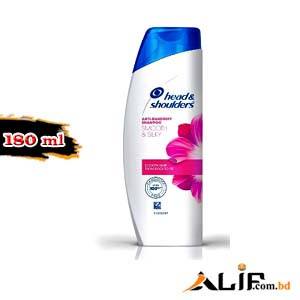 180 ml
head &
shoulders
ANTI-DANDRUFF
SHAMPOO
SMOOTH
& SILKY
ALIF.com.bd